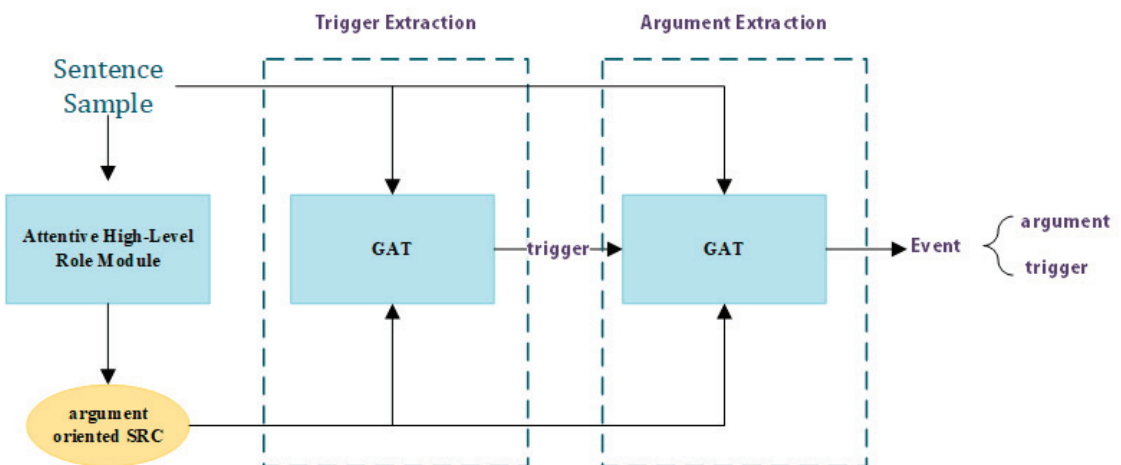 Trigger Extraction
Argument Extraction
Sentence
Sample
Attentive High-Level
Role Module
GAT
trigger
GAT
Event
argument
trigger
argument
oriented SRC